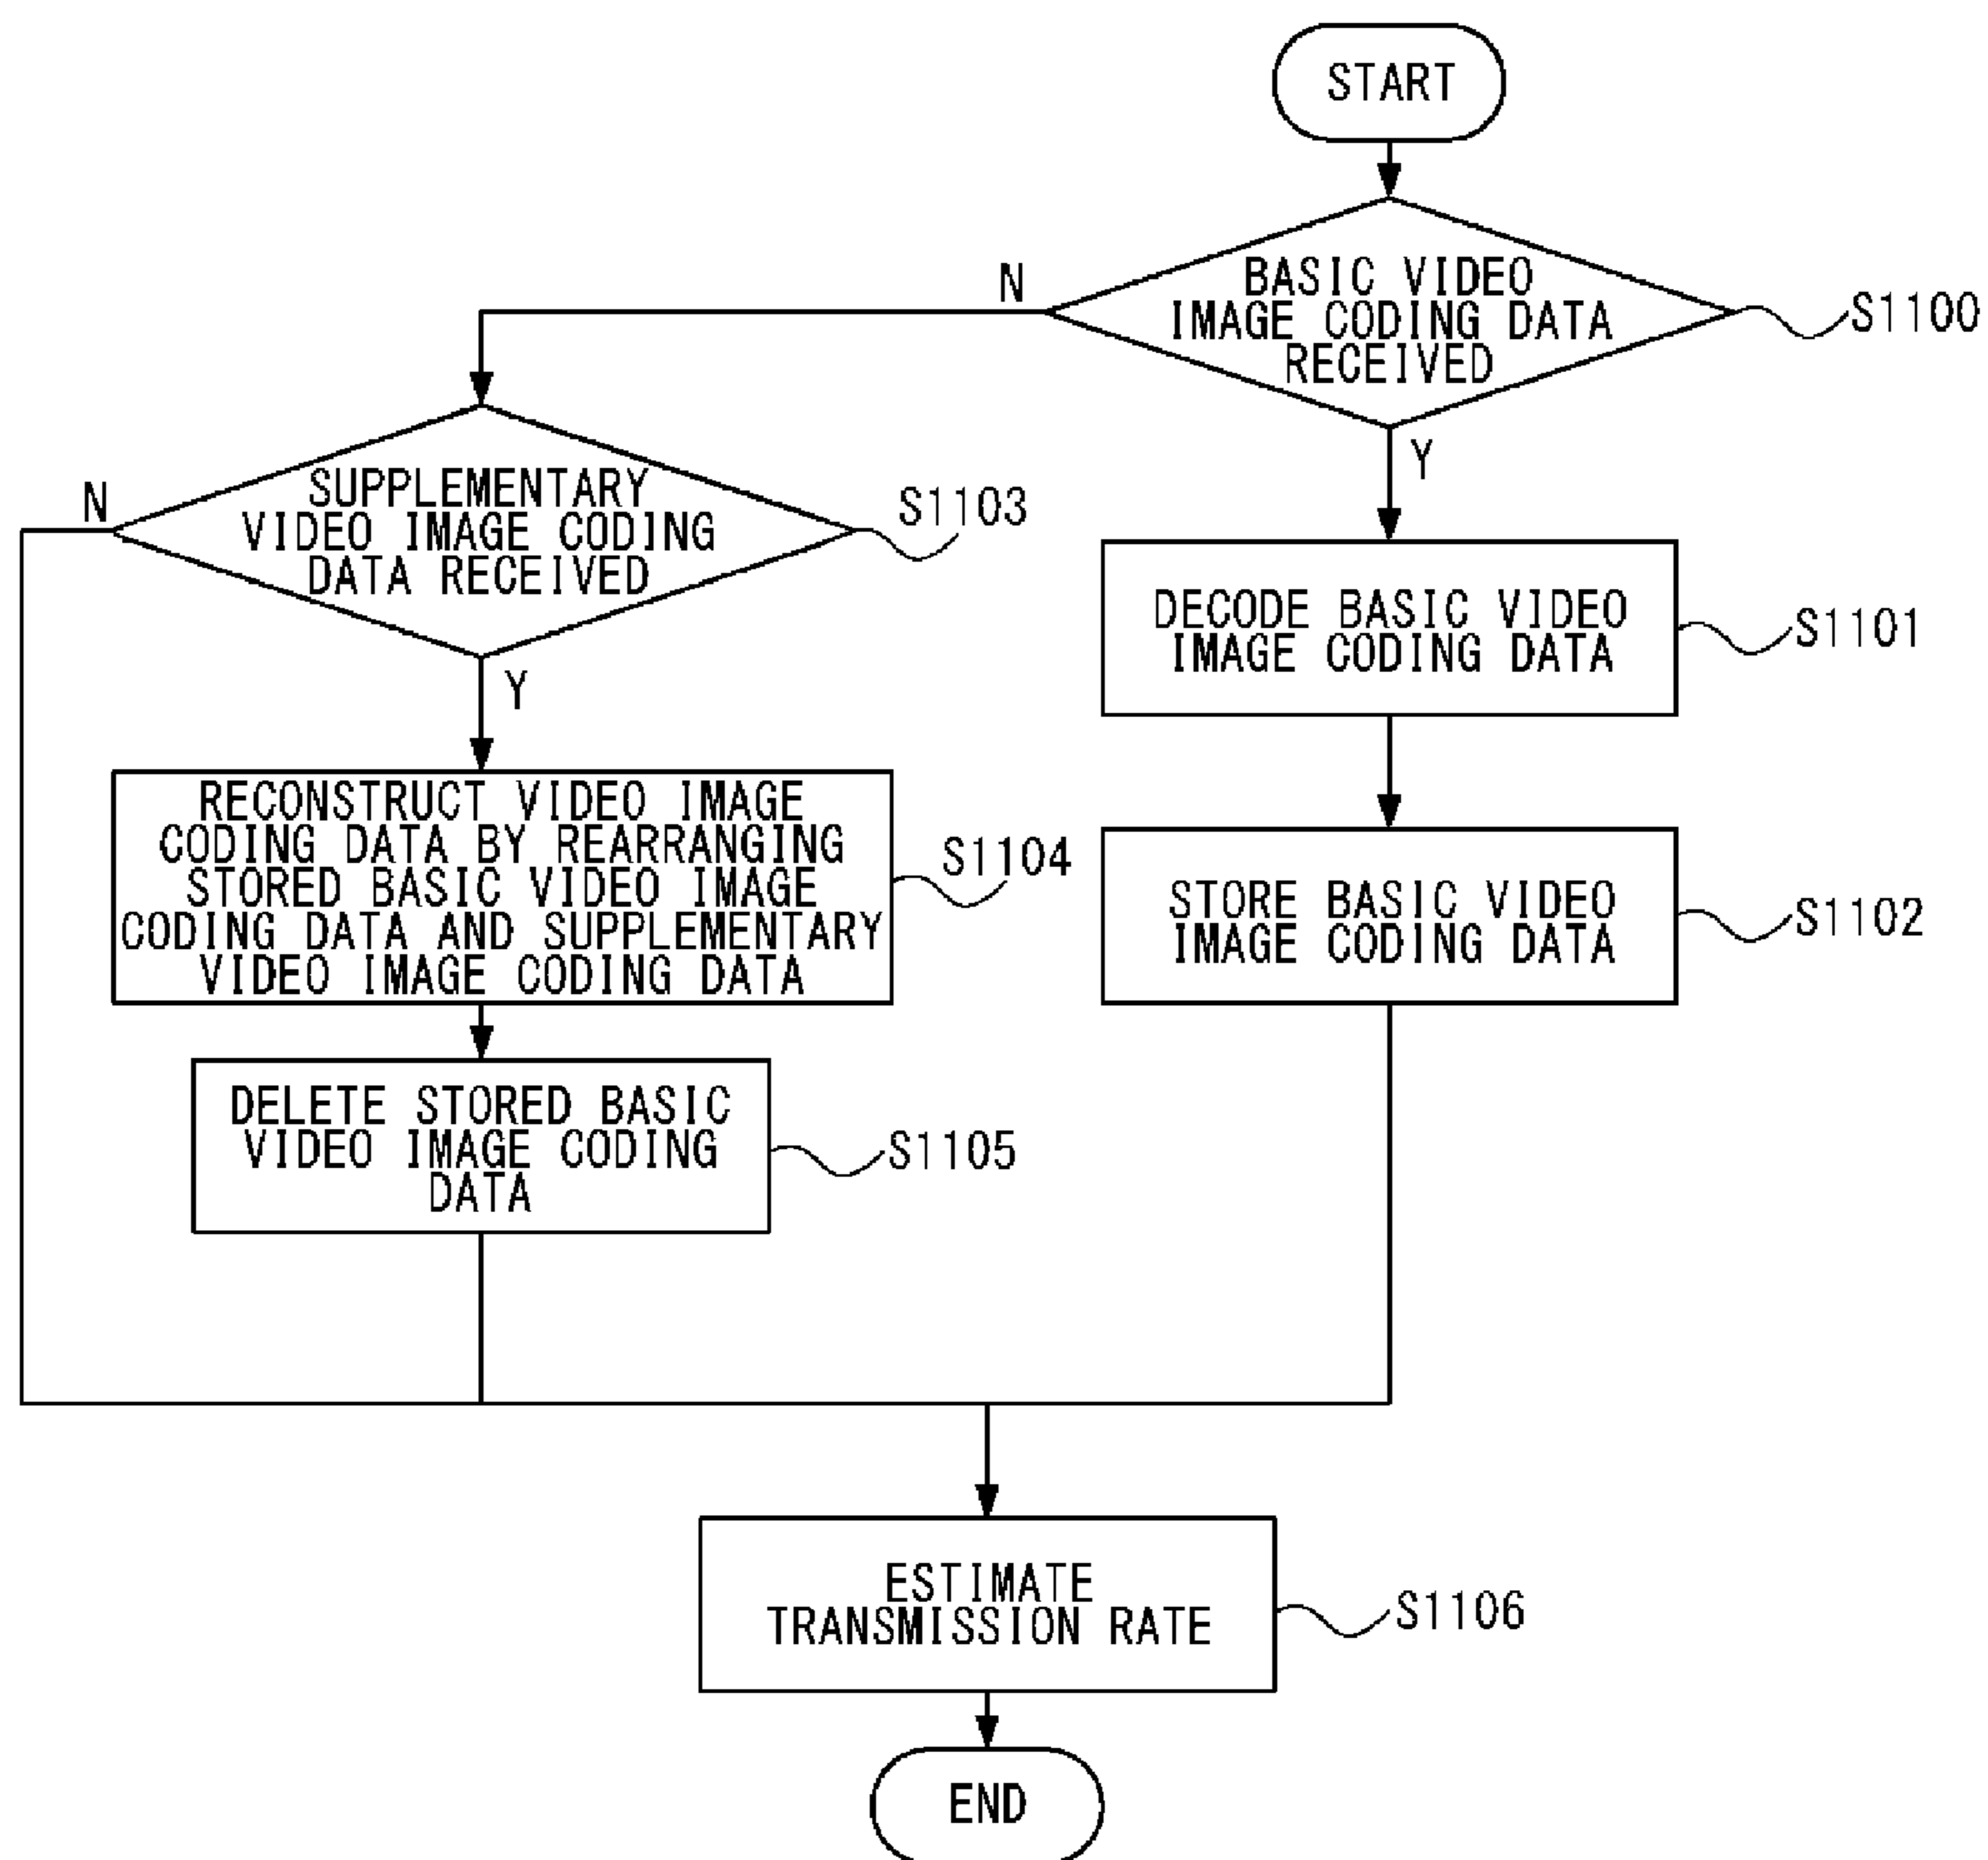 START
BASIC VIDEO
IMAGE CODING DATA
RECEIVED
S1100
N
Y
SUPPLEMENTARY
VIDEO IMAGE CODING
DATA RECEIVED
S1103
N
Y
DECODE BASIC VIDEO
IMAGE CODING DATA
S1101
RECONSTRUCT VIDEO IMAGE
CODING DATA BY REARRANGING
STORED BASIC VIDEO IMAGE
CODING DATA AND SUPPLEMENTARY
VIDEO IMAGE CODING DATA
S1104
STORE BASIC VIDEO
IMAGE CODING DATA
S1102
DELETE STORED BASIC
VIDEO IMAGE CODING
DATA
S1105
ESTIMATE
TRANSMISSION RATE
S1106
END